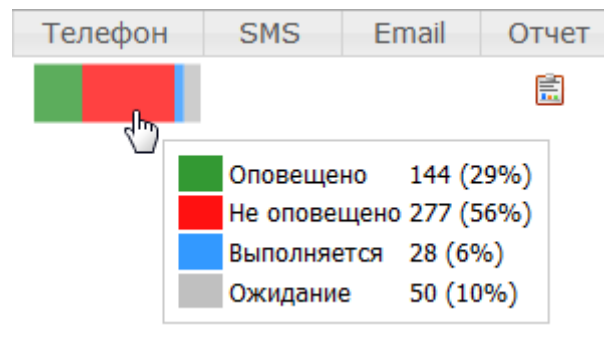 Телефон SMS Email Отчет
Оповещено 144 (29%)
Не оповещено 277 (56%)
Выполняется 28 (6%)
Ожидание 50 (10%)